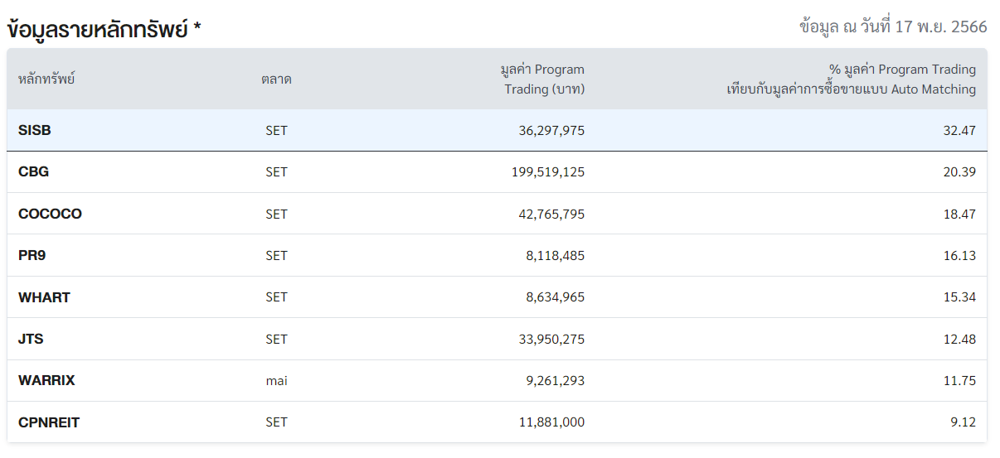 ข้อมูลรายหลักทรัพย์ *
ข้อมูล ณ วันที่ 17 พ.ย. 2566
หลักทรัพย์ ตลาด มูลค่า Program Trading (บาท) % มูลค่า Program Trading เทียบกับมูลค่าการซื้อขายแบบ Auto Matching
SISB SET 36,297,975 32.47
CBG SET 199,519,125 20.39
COCOCO SET 42,765,795 18.47
PR9 SET 8,118,485 16.13
WHART SET 8,634,965 15.34
JTS SET 33,950,275 12.48
WARRIX mai 9,261,293 11.75
CPNREIT SET 11,881,000 9.12